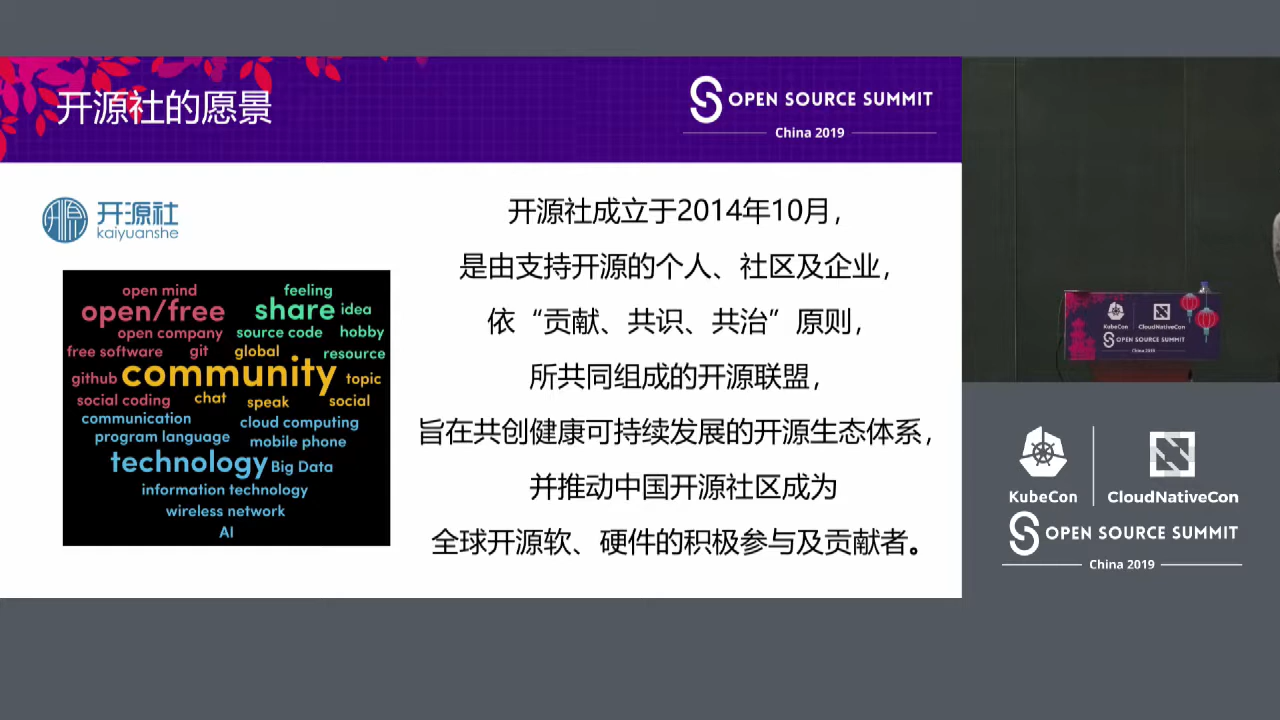 开源社的愿景
OPEN SOURCE SUMMIT
China 2019
开源社
kaiyuanshe
开源社成立于2014年10月，
是由支持开源的个人、社区及企业，
依“贡献、共识、共治”原则，
所共同组成的开源联盟，
旨在共创健康可持续发展的开源生态体系，
并推动中国开源社区成为
全球开源软、硬件的积极参与及贡献者。
open mind feeling
open/free share idea
open company source code hobby
free software git global resource
github community topic
social coding chat speak social
communication cloud computing
program language mobile phone
technology Big Data
information technology
wireless network
AI
KubeCon CloudNativeCon
OPEN SOURCE SUMMIT
China 2019
KubeCon CloudNativeCon
OPEN SOURCE SUMMIT
China 2019